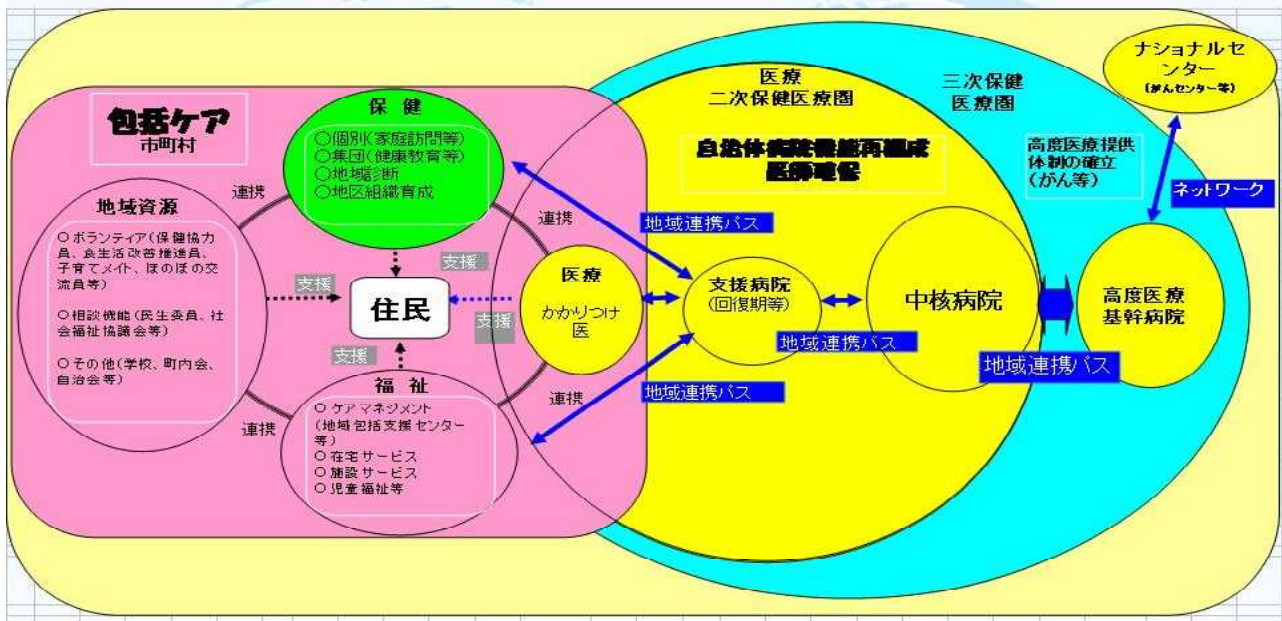 包括ケア
市町村
保健
○個別(家庭訪問等)
○集団(健康教育等)
○地域診断
○地区組織育成
連携
連携
地域資源
○ボランティア(保健協力
員、食生活改善推進員、
子育てメイト、ほのぼの交
流員等)
○相談機能(民生委員、社
会福祉協議会等)
○その他(学校、町内会、
自治会等)
支援
支援
支援
支援
住民
医療
かかりつけ
医
福祉
○ケアマネジメント
(地域包括支援センター
等)
○在宅サービス
○施設サービス
○児童福祉等
連携
連携
医療
二次保健医療圏
自治体病院機能再編成
医師確保
地域連携パス
支援病院
(回復期等)
地域連携パス
地域連携パス
中核病院
三次保健
医療圏
高度医療提供
体制の確立
(がん等)
地域連携パス
高度医療
基幹病院
ネットワーク
ナショナルセ
ンター
(がんセンター等)